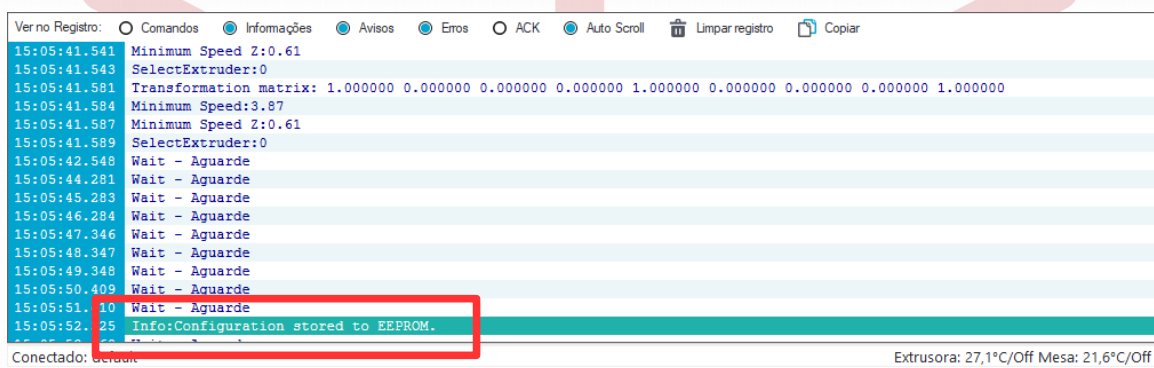 Ver no Registro: Comandos Informações Avisos Erros ACK Auto Scroll Limpar registro Copiar
15:05:41.541 Minimum Speed Z:0.61
15:05:41.543 SelectExtruder:0
15:05:41.581 Transformation matrix: 1.000000 0.000000 0.000000 0.000000 1.000000 0.000000 0.000000 0.000000 1.000000
15:05:41.584 Minimum Speed:3.87
15:05:41.587 Minimum Speed Z:0.61
15:05:41.589 SelectExtruder:0
15:05:42.548 Wait - Aguarde
15:05:44.281 Wait - Aguarde
15:05:45.283 Wait - Aguarde
15:05:46.284 Wait - Aguarde
15:05:47.346 Wait - Aguarde
15:05:48.347 Wait - Aguarde
15:05:49.348 Wait - Aguarde
15:05:50.409 Wait - Aguarde
Wait - Aguarde
Info:Configuration stored to EEPROM.
Conectado: default Extrusora: 27,1°C/Off Mesa: 21,6°C/Off